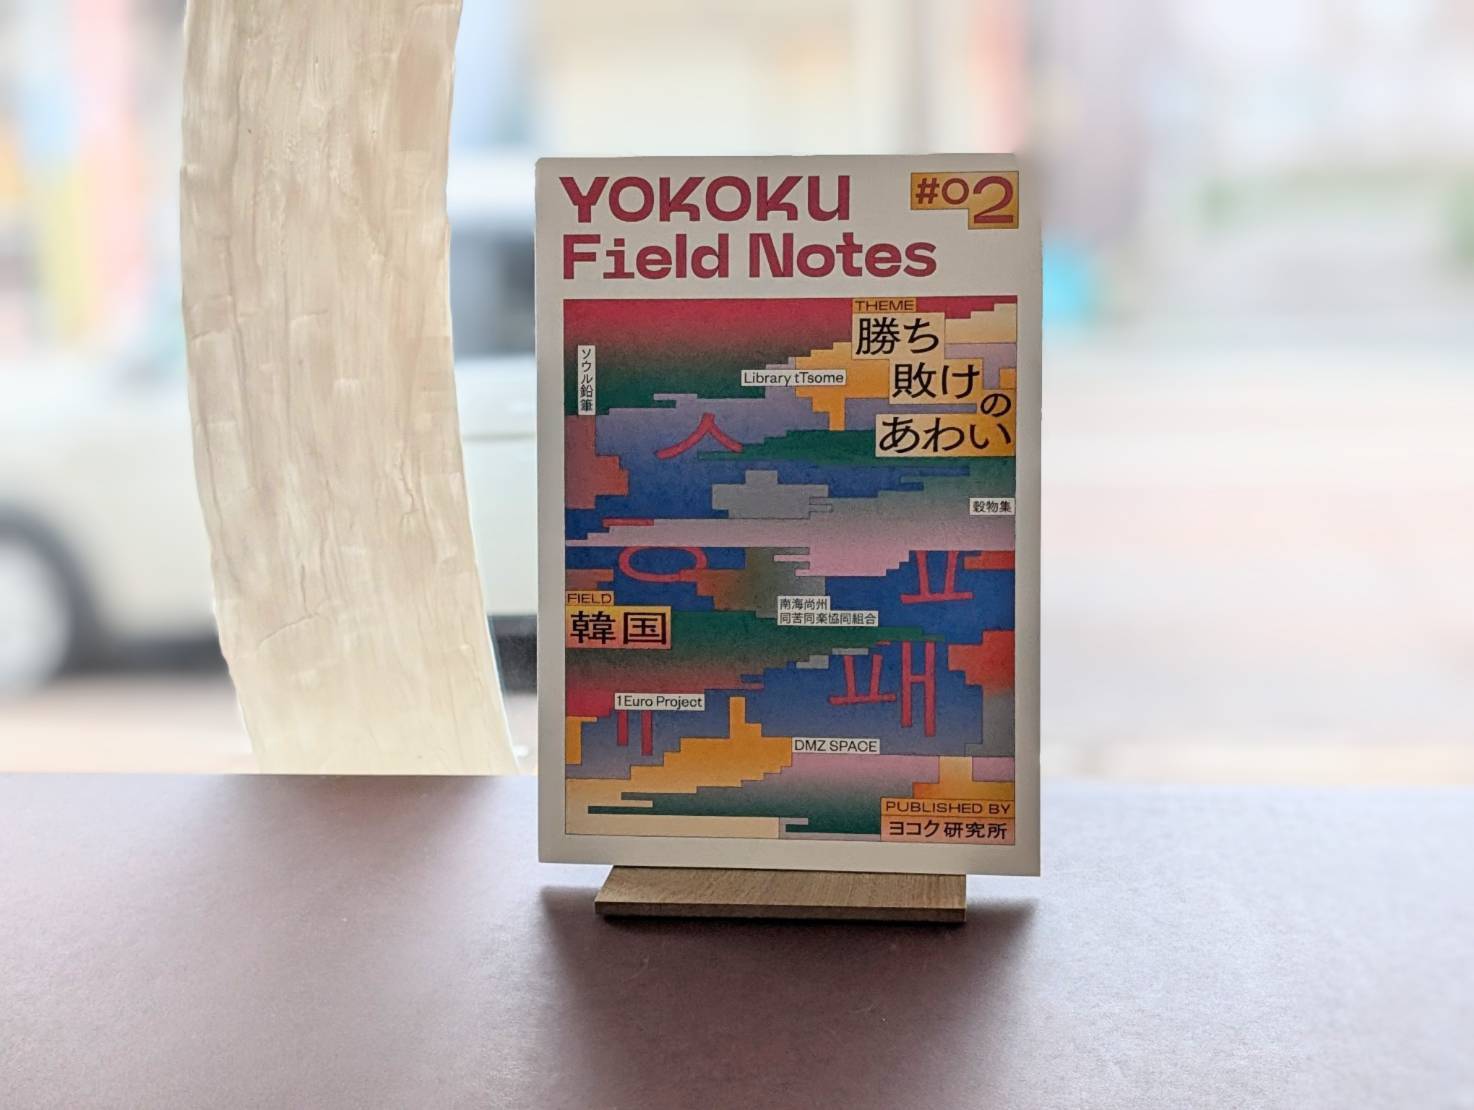 YOKOKU
Field Notes
#02
THEME
勝ち
敗け
の
あわい
ソウル鉛筆
Library tTsome
穀物集
FIELD
韓国
南海尚州
同苦同楽協同組合
1Euro Project
DMZ SPACE
PUBLISHED BY
ヨコク研究所